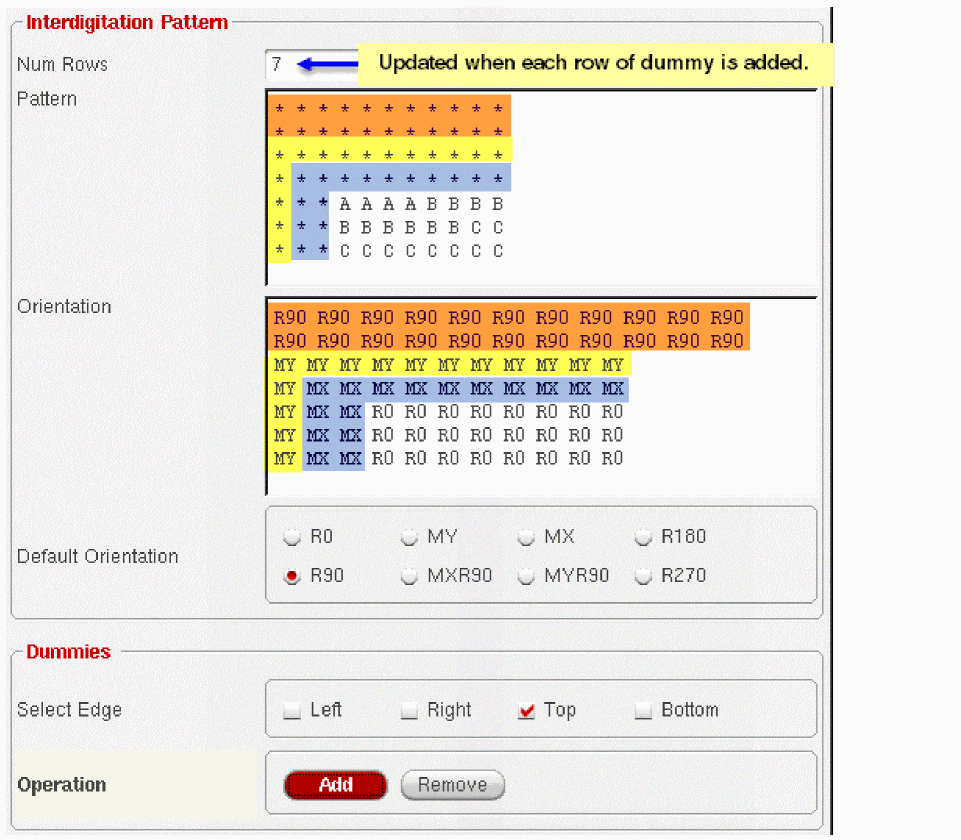 Interdigitation Pattern
Num Rows 7 Updated when each row of dummy is added.
Pattern
* * * * * * * * * * *
* * * * * * * * * * *
* * * * * * * * * * *
* * * * * * * * * * *
* * * A A A A B B B B
* * * B B B B B B C C
* * * C C C C C C C C
Orientation
R90 R90 R90 R90 R90 R90 R90 R90 R90 R90 R90
R90 R90 R90 R90 R90 R90 R90 R90 R90 R90 R90
MY MY MY MY MY MY MY MY MY MY MY
MY MX MX MX MX MX MX MX MX MX MX
MY MX MX R0 R0 R0 R0 R0 R0 R0 R0
MY MX MX R0 R0 R0 R0 R0 R0 R0 R0
MY MX MX R0 R0 R0 R0 R0 R0 R0 R0
Default Orientation
R0 MY MX R180
R90 MXR90 MYR90 R270
Dummies
Select Edge Left Right Top Bottom
Operation Add Remove